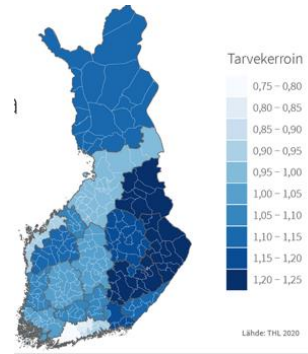 Tarvekerroin
0,75 – 0,80
0,80 – 0,85
0,85 – 0,90
0,90 – 0,95
0,95 – 1,00
1,00 – 1,05
1,05 – 1,10
1,10 – 1,15
1,15 – 1,20
1,20 – 1,25
Lähde: THL 2020